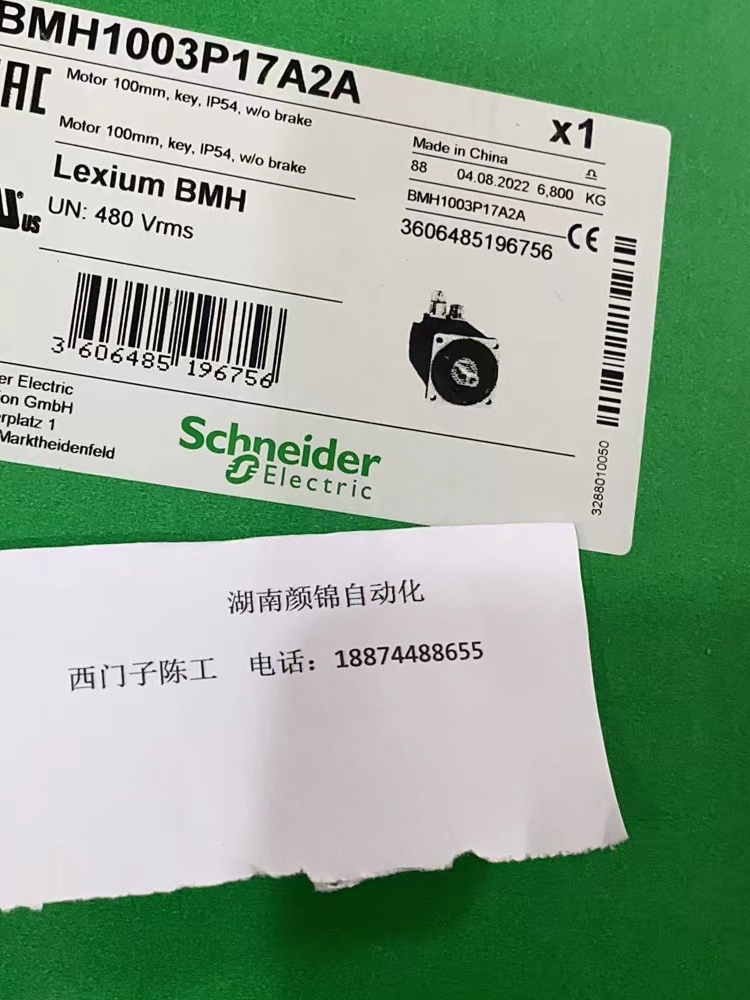 BMH1003P17A2A
EAC
Motor 100mm, key, IP54, w/o brake
Motor 100mm, key, IP54, w/o brake
x1
Lexium BMH
UN: 480 Vrms
US
Made in China
88 04.08.2022 6,800 KG
BMH1003P17A2A
3606485196756
CE
3 606485 196756
er Electric
on GmbH
rplatz 1
Marktheidenfeld
Schneider
Electric
3288010050
湖南颜锦自动化
西门子陈工 电话：18874488655